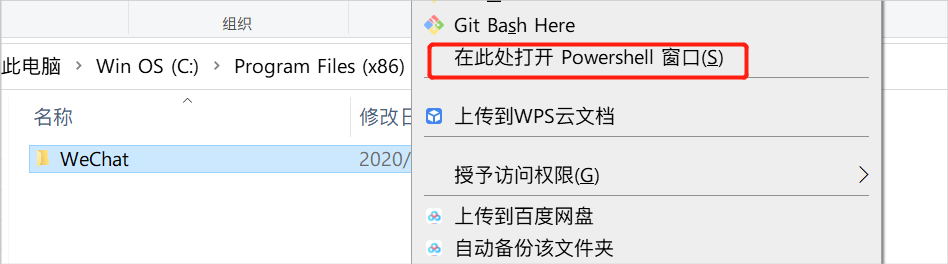 组织
此电脑 > Win OS (C:) > Program Files (x86)
名称
修改日
WeChat
2020/
Git Bash Here
在此处打开 Powershell 窗口(S)
上传到WPS云文档
授予访问权限(G)
上传到百度网盘
自动备份该文件夹